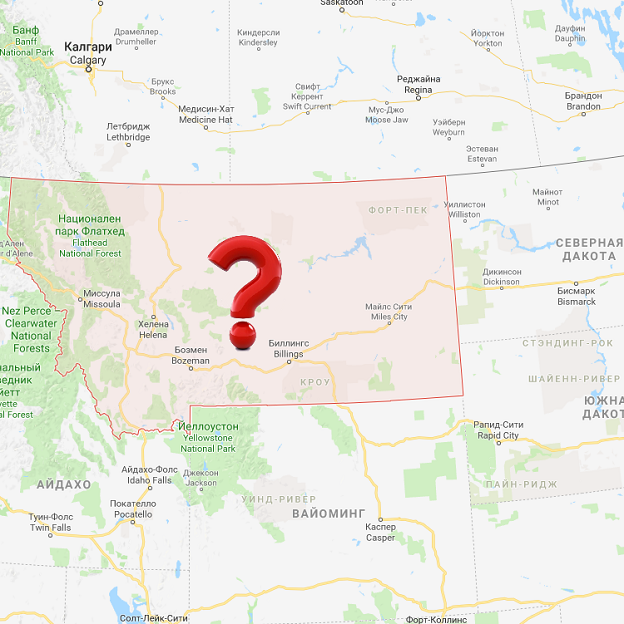 Saskatoon
Банф
Banff
National Park
Калгари
Calgary
Драмеллер
Drumheller
Киндерсли
Kindersley
Йорктон
Yorkton
Дауфин
Dauphin
Брукс
Brooks
Свифт
Керрент
Swift Current
Реджайна
Regina
Медисин-Хат
Medicine Hat
Мус-Джо
Moose Jaw
Брандон
Brandon
Летбридж
Lethbridge
Уэйберн
Weyburn
Эстеван
Estevan
Национален
парк Флатхед
Flathead
National Forest
ФОРТ-ПЕК
Уиллистон
Williston
Майнот
Minot
д'Ален
r d'Alene
СЕВЕРНАЯ
ДАКОТА
Дикинсон
Dickinson
Бисмарк
Bismarck
Миссула
Missoula
Nez Perce
Clearwater
National
Forests
Хелена
Helena
Майлс Сити
Miles City
Бозмен
Bozeman
Биллингс
Billings
КРОУ
СТЭНДИНГ-РОК
ШАЙЕНН-РИВЕР
нальный
ведник
йетт
yette
al Forest
ЮЖНА
ДАКОТ
Йеллоустон
Yellowstone
National Park
Рапид-Сити
Rapid City
Айдахо-Фолс
Idaho Falls
Джексон
Jackson
АЙДАХО
УИНД-РИВЕР
ПАЙН-РИДЖ
Покателло
Pocatello
ВАЙОМИНГ
Туин-Фолс
Twin Falls
Каспер
Casper
Солт-Лейк-Сити
Форт-Коллинс